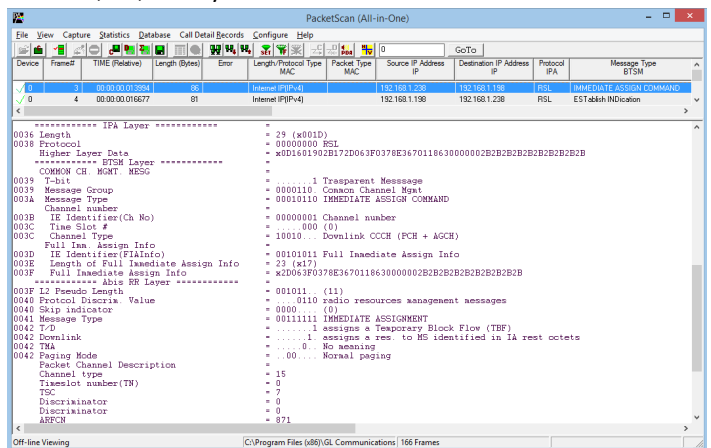 PacketScan (All-in-One)
File View Capture Statistics Database Call Detail Records Configure Help
0 GoTo
Device Frame# TIME (Relative) Length (Bytes) Error Length/Protocol Type MAC Packet Type MAC Source IP Address IP Destination IP Address IP Protocol IPA Message Type BTSM
0 3 00:00:00.013994 86 Internet IP(IPv4) 192.168.1.238 192.168.1.198 RSL IMMEDIATE ASSIGN COMMAND
0 4 00:00:00.016677 81 Internet IP(IPv4) 192.168.1.198 192.168.1.238 RSL ESTablish INDication
============ IPA Layer ============ =
0036 Length = 29 (x001D)
0038 Protocol = 00000000 RSL
Higher Layer Data = x0D1601902B172D063F0378E3670118630000002B2B2B2B2B2B2B2B2B2B
============ BTSM Layer ============ =
COMMON CH. MGMT. MESG =
0039 T-bit = .......1 Trasparent Messsage
0039 Message Group = 0000110. Common Channel Mgmt
003A Message Type = 00010110 IMMEDIATE ASSIGN COMMAND
Channel number =
003B IE Identifier(Ch No) = 00000001 Channel number
003C Time Slot # = .....000 (0)
003C Channel Type = 10010... Downlink CCCH (PCH + AGCH)
Full Imm. Assign Info =
003D IE Identifier(FIAInfo) = 00101011 Full Immediate Assign Info
003E Length of Full Immediate Assign Info = 23 (x17)
003F Full Immediate Assign Info = x2D063F0378E3670118630000002B2B2B2B2B2B2B2B2B2B
============ Abis RR Layer ============ =
003F L2 Pseudo Length = 001011.. (11)
0040 Protcol Discrim. Value = ....0110 radio resources management messages
0040 Skip indicator = 0000.... (0)
0041 Message Type = 00111111 IMMEDIATE ASSIGNMENT
0042 T/D = .......1 assigns a Temporary Block Flow (TBF)
0042 Downlink = ......1. assigns a res. to MS identified in IA rest octets
0042 TMA = .....0.. No meaning
0042 Paging Mode = ..00.... Normal paging
Packet Channel Description =
Channel type = 15
Timeslot number(TN) = 0
TSC = 7
Discriminator = 0
Discriminator = 0
ARFCN = 871
Off-line Viewing C:\Program Files (x86)\GL Communications 166 Frames